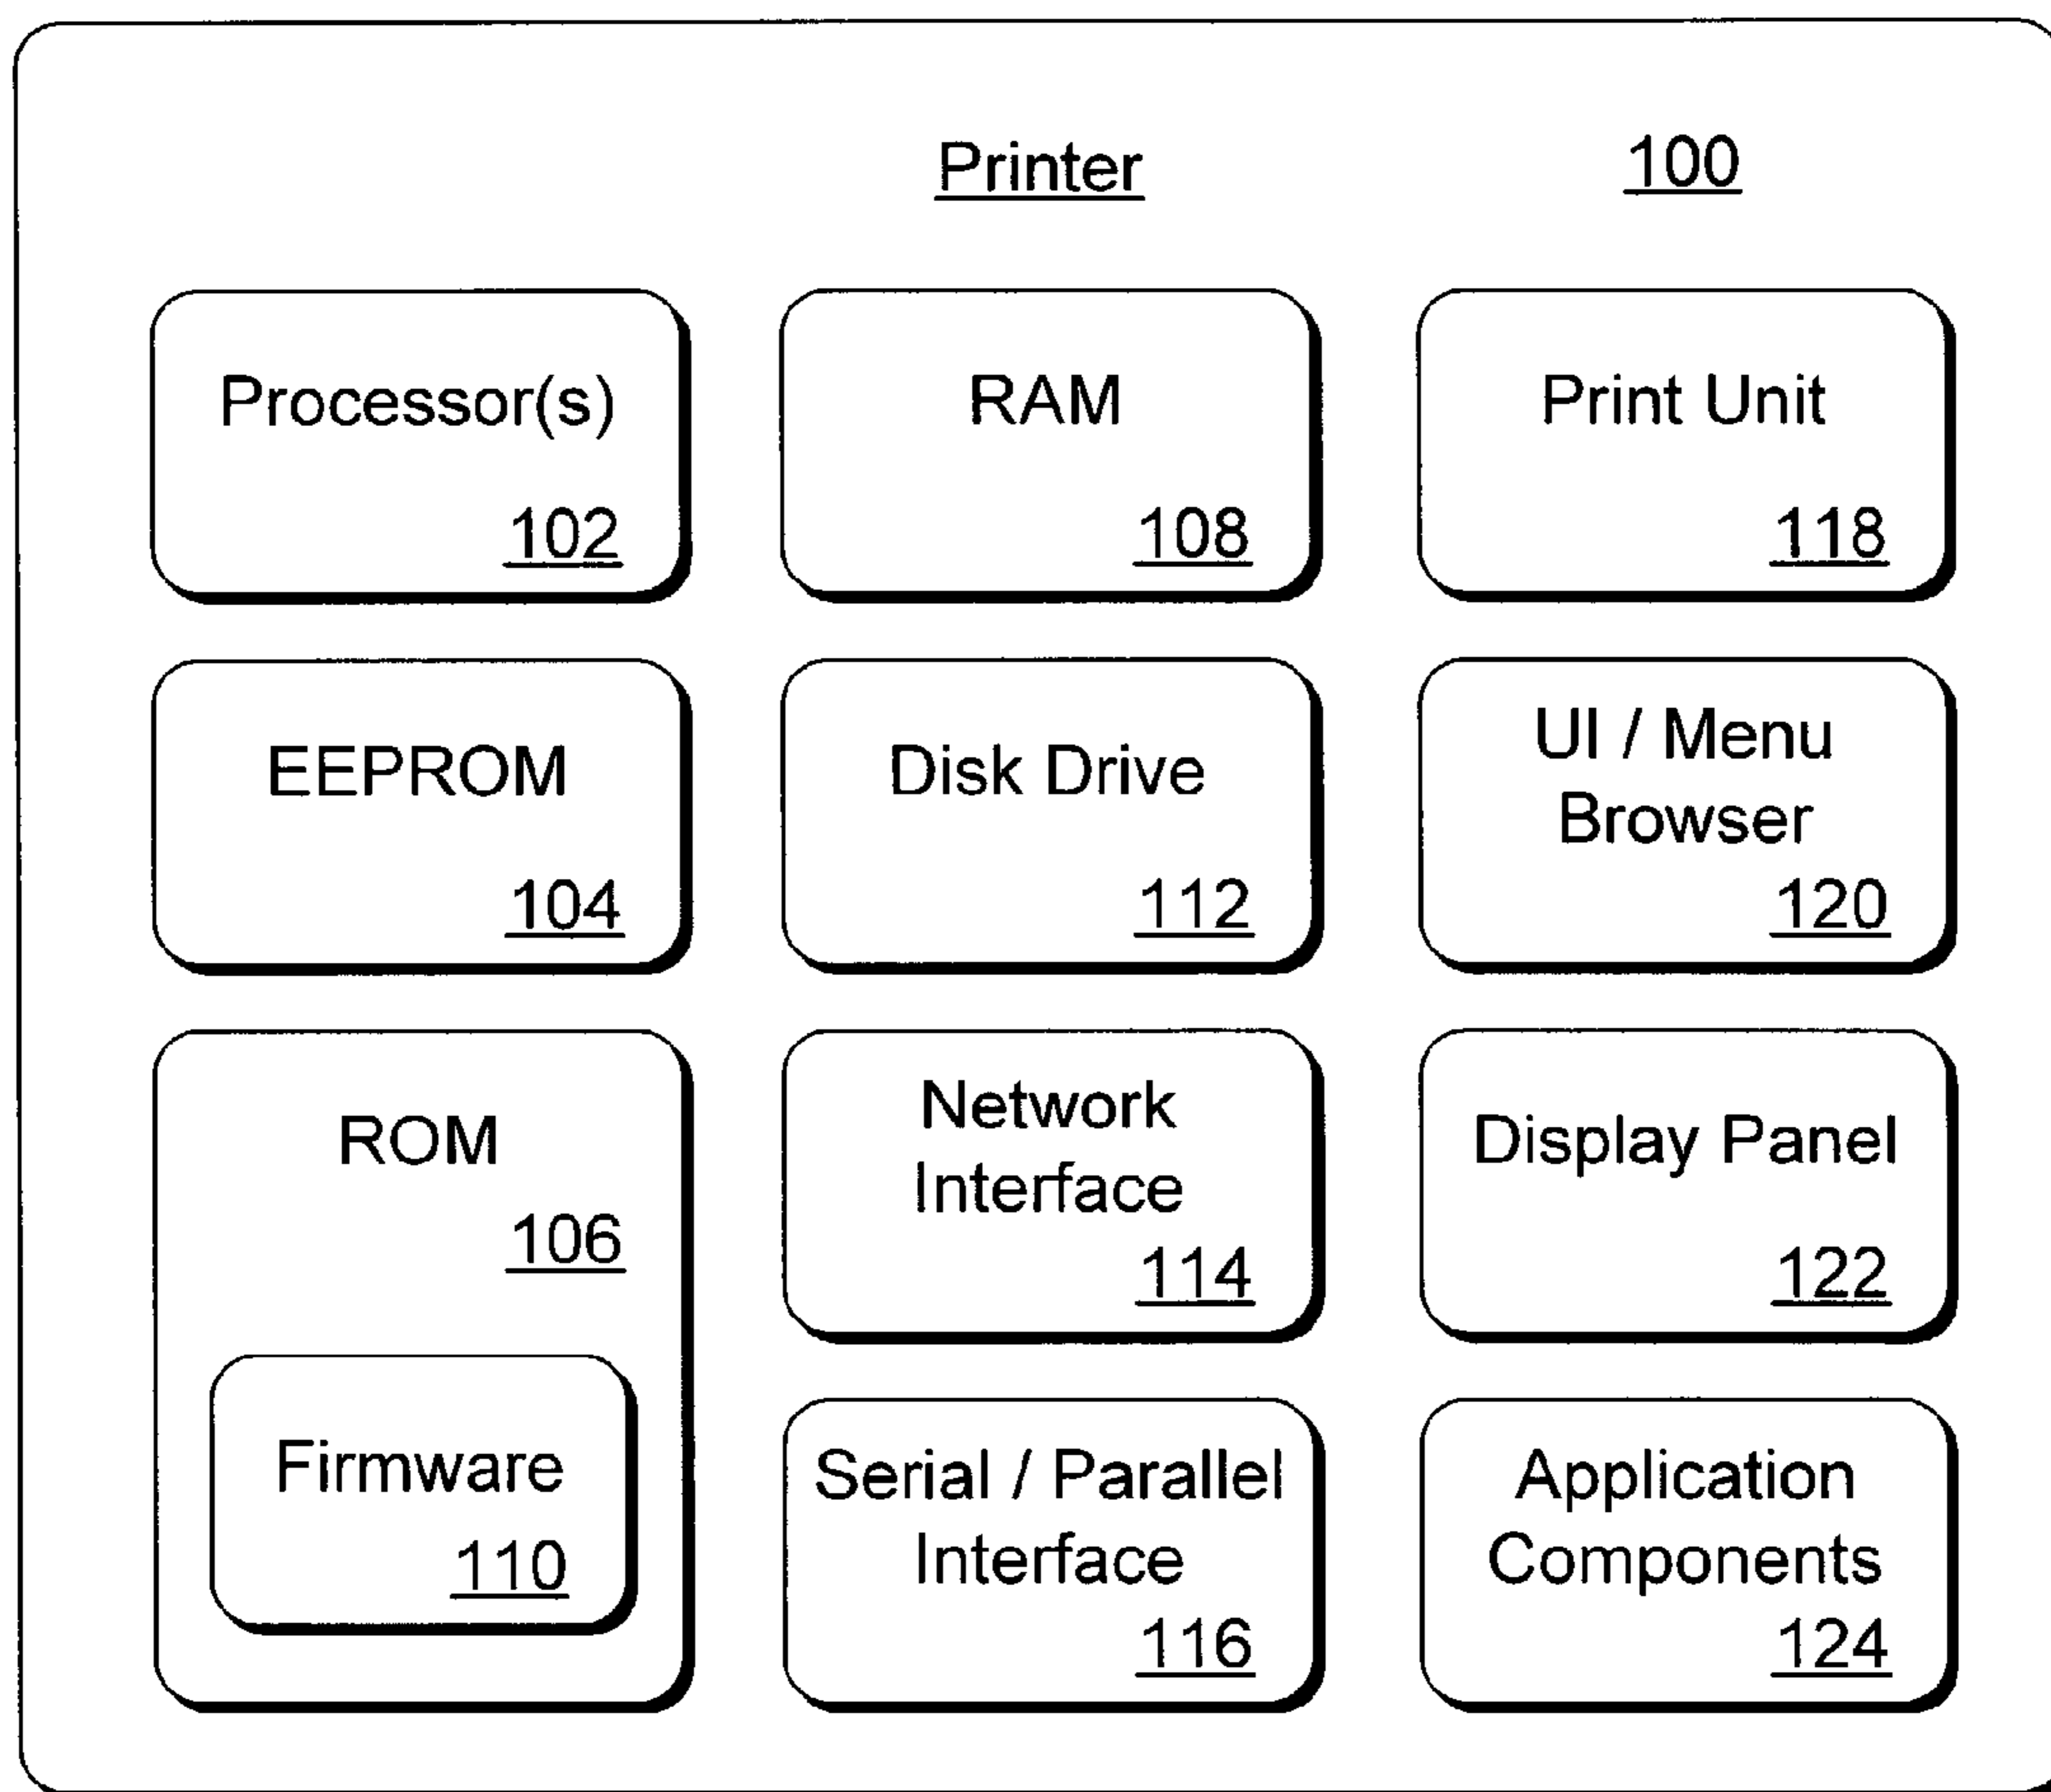 Printer
100
Processor(s)
102
RAM
108
Print Unit
118
EEPROM
104
Disk Drive
112
UI / Menu
Browser
120
ROM
106
Firmware
110
Network
Interface
114
Display Panel
122
Serial / Parallel
Interface
116
Application
Components
124